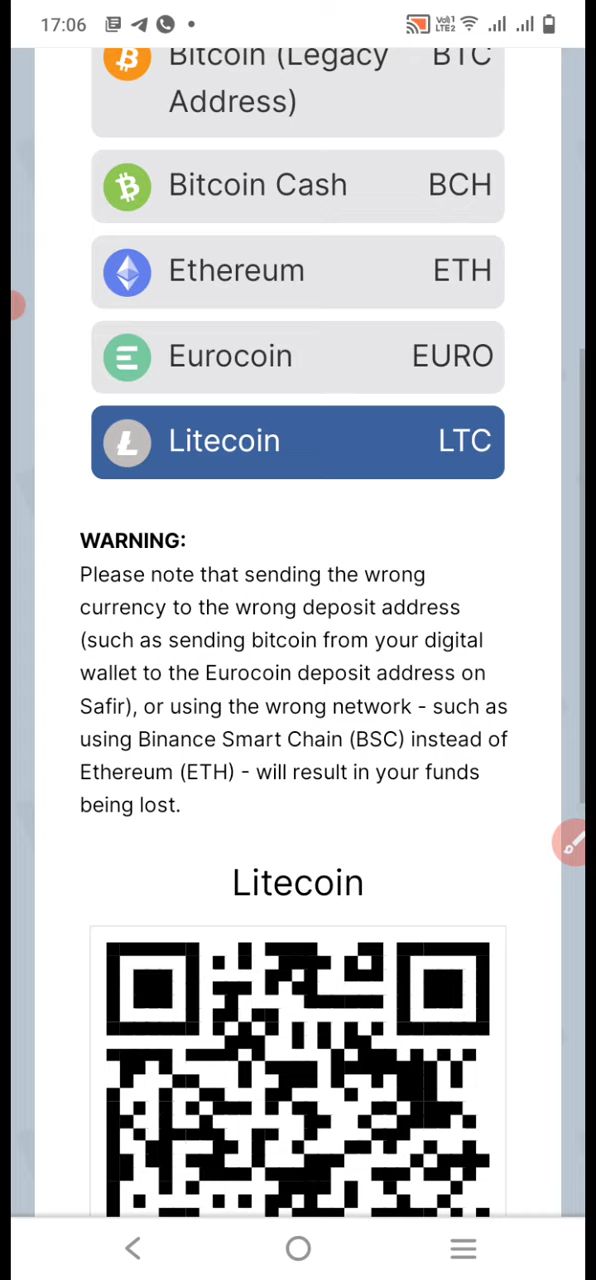 17:06
Vo)) 1
LTE2
Bitcoin (Legacy BTC
Address)
Bitcoin Cash BCH
Ethereum ETH
Eurocoin EURO
Litecoin LTC
WARNING:
Please note that sending the wrong
currency to the wrong deposit address
(such as sending bitcoin from your digital
wallet to the Eurocoin deposit address on
Safir), or using the wrong network - such as
using Binance Smart Chain (BSC) instead of
Ethereum (ETH) - will result in your funds
being lost.
Litecoin